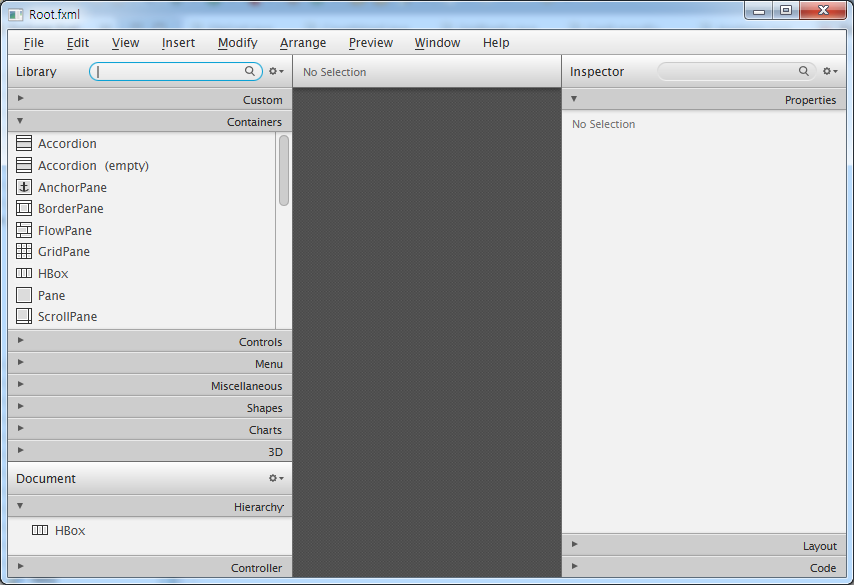 Root.fxml
File Edit View Insert Modify Arrange Preview Window Help
Library
No Selection
Inspector
Custom
Containers
Accordion
Accordion (empty)
AnchorPane
BorderPane
FlowPane
GridPane
HBox
Pane
ScrollPane
Controls
Menu
Miscellaneous
Shapes
Charts
3D
Document
Hierarchy
HBox
Controller
Properties
No Selection
Layout
Code